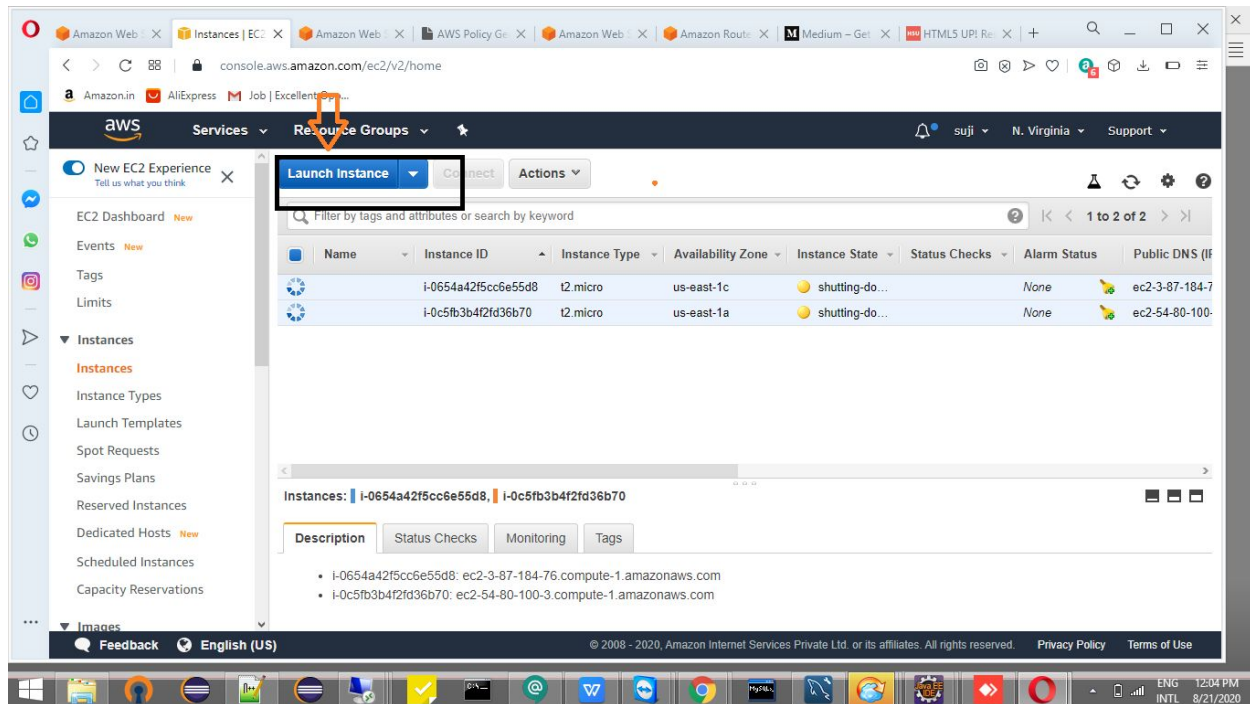 Amazon Web S
Instances | EC2
Amazon Web S
AWS Policy Ge
Amazon Web S
Amazon Route
Medium – Get
HTML5 UP! Re
console.aws.amazon.com/ec2/v2/home
Amazon.in
AliExpress
Job | Excellent Opp...
aws
Services
Resource Groups
suji
N. Virginia
Support
New EC2 Experience
Tell us what you think
Launch Instance
Connect
Actions
EC2 Dashboard New
Events New
Tags
Limits
Instances
Instances
Instance Types
Launch Templates
Spot Requests
Savings Plans
Reserved Instances
Dedicated Hosts New
Scheduled Instances
Capacity Reservations
Images
Filter by tags and attributes or search by keyword
1 to 2 of 2
Name Instance ID Instance Type Availability Zone Instance State Status Checks Alarm Status Public DNS (IP
i-0654a42f5cc6e55d8 t2.micro us-east-1c shutting-do... None ec2-3-87-184-7
i-0c5fb3b4f2fd36b70 t2.micro us-east-1a shutting-do... None ec2-54-80-100-
Instances: i-0654a42f5cc6e55d8, i-0c5fb3b4f2fd36b70
Description Status Checks Monitoring Tags
• i-0654a42f5cc6e55d8: ec2-3-87-184-76.compute-1.amazonaws.com
• i-0c5fb3b4f2fd36b70: ec2-54-80-100-3.compute-1.amazonaws.com
Feedback
English (US)
© 2008 - 2020, Amazon Internet Services Private Ltd. or its affiliates. All rights reserved.
Privacy Policy
Terms of Use
ENG 12:04 PM
INTL 8/21/2020